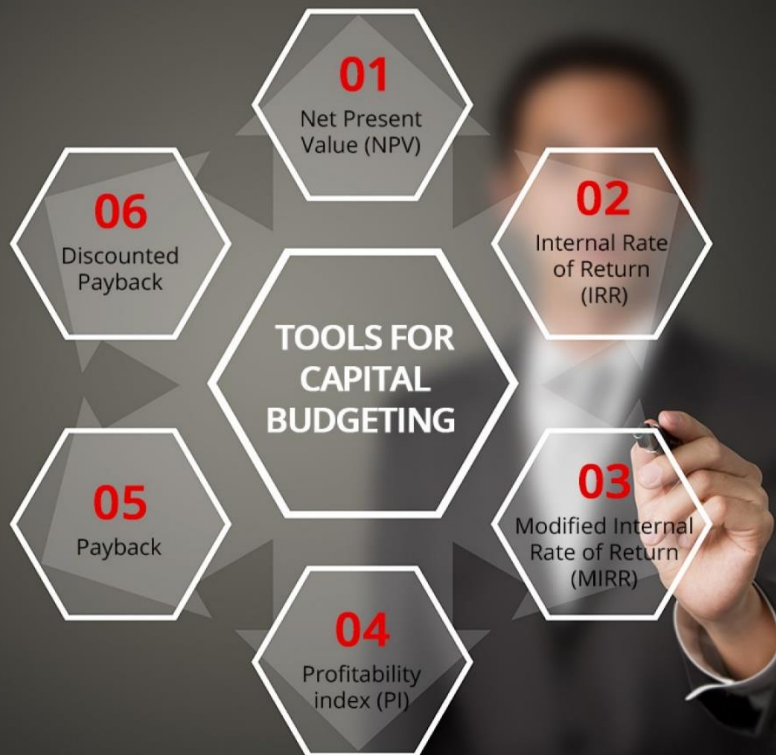 TOOLS FOR
CAPITAL
BUDGETING
01
Net Present
Value (NPV)
02
Internal Rate
of Return
(IRR)
03
Modified Internal
Rate of Return
(MIRR)
04
Profitability
index (PI)
05
Payback
06
Discounted
Payback